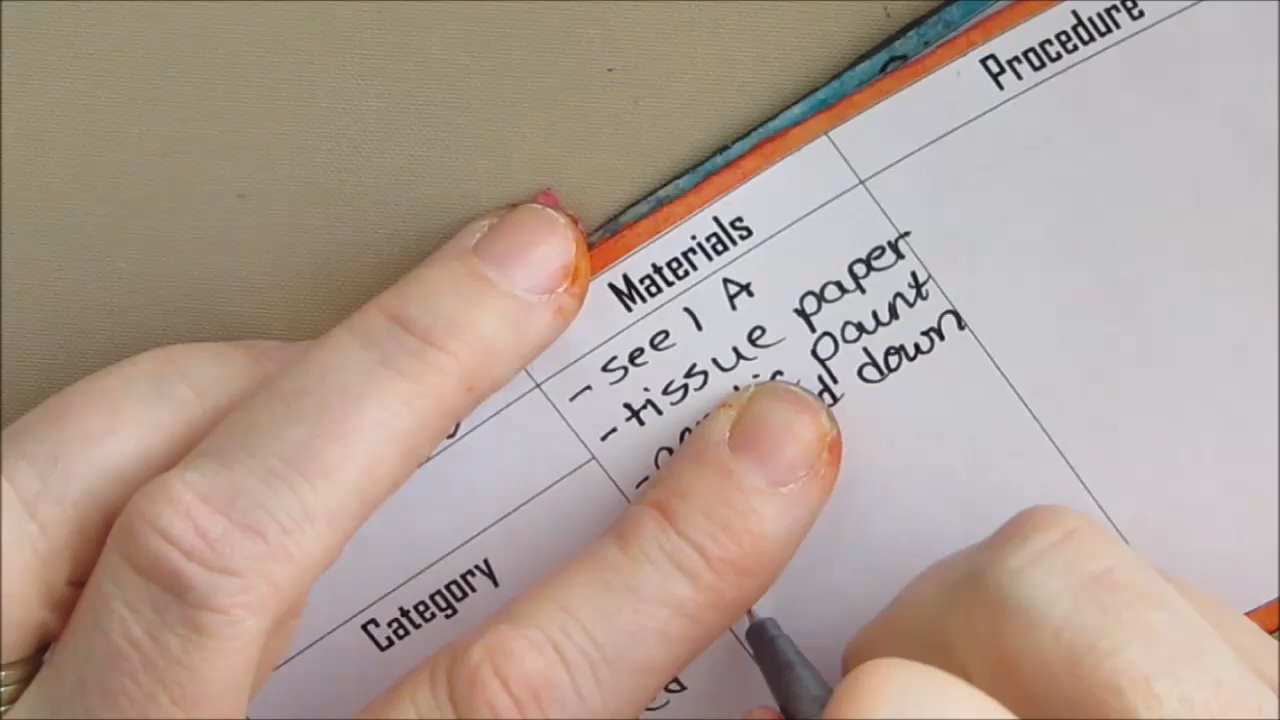 Procedure
Materials
- see 1 A
- tissue paper
paint
down
Category